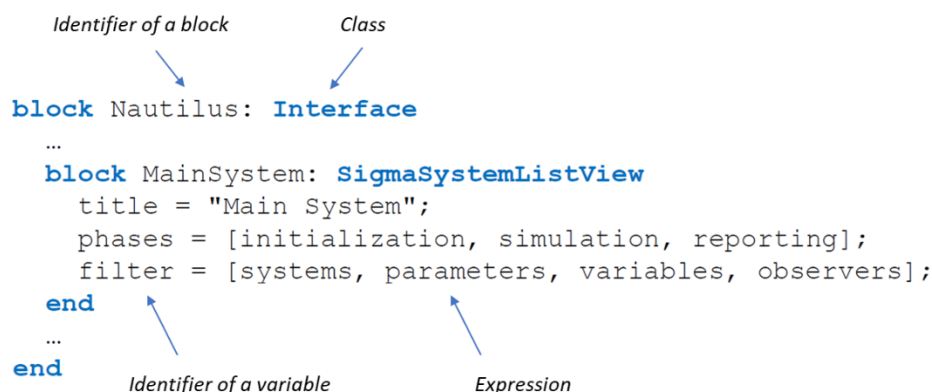 Identifier of a block Class
block Nautilus: Interface
…
block MainSystem: SigmaSystemListView
title = "Main System";
phases = [initialization, simulation, reporting];
filter = [systems, parameters, variables, observers];
end
…
end
Identifier of a variable Expression